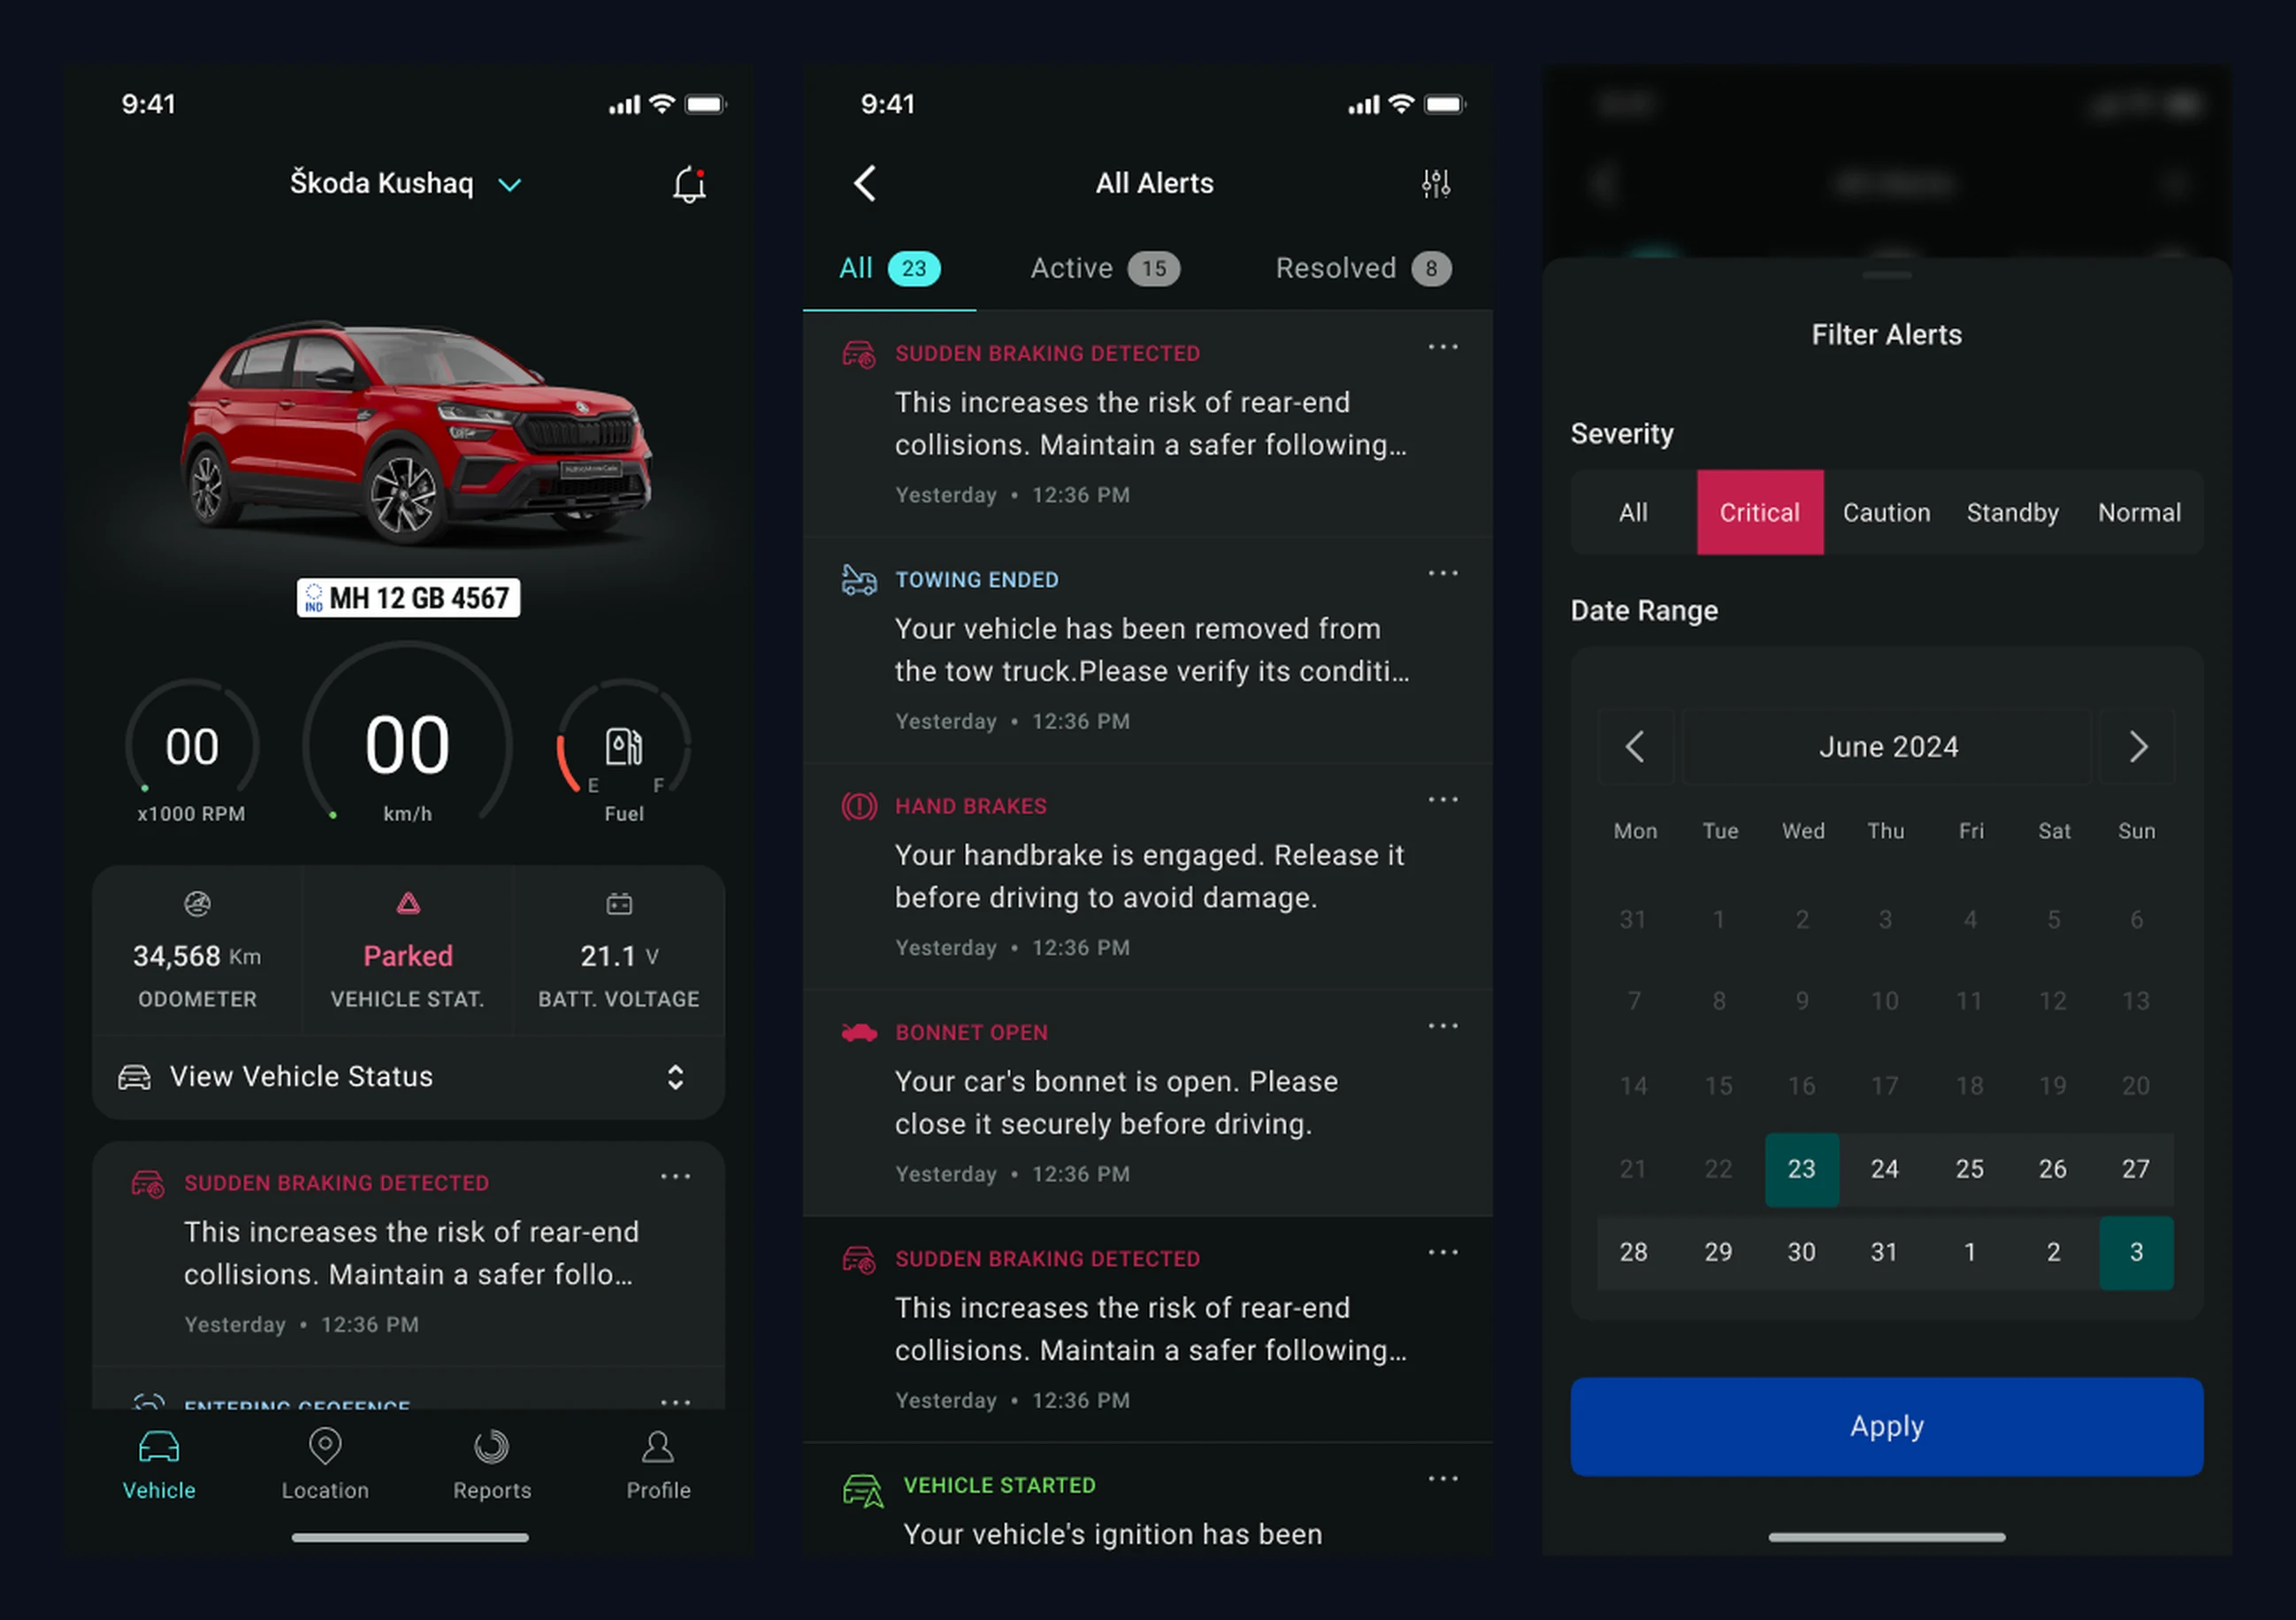 9:41
Škoda Kushaq
IND MH 12 GB 4567
00
x1000 RPM
00
km/h
E F
Fuel
34,568 Km
ODOMETER
Parked
VEHICLE STAT.
21.1 V
BATT. VOLTAGE
View Vehicle Status
SUDDEN BRAKING DETECTED
This increases the risk of rear-end
collisions. Maintain a safer follo...
Yesterday • 12:36 PM
ENTERING GEOFENCE
Vehicle
Location
Reports
Profile
9:41
All Alerts
All 23
Active 15
Resolved 8
SUDDEN BRAKING DETECTED
This increases the risk of rear-end
collisions. Maintain a safer following...
Yesterday • 12:36 PM
TOWING ENDED
Your vehicle has been removed from
the tow truck.Please verify its conditi...
Yesterday • 12:36 PM
HAND BRAKES
Your handbrake is engaged. Release it
before driving to avoid damage.
Yesterday • 12:36 PM
BONNET OPEN
Your car's bonnet is open. Please
close it securely before driving.
Yesterday • 12:36 PM
SUDDEN BRAKING DETECTED
This increases the risk of rear-end
collisions. Maintain a safer following...
Yesterday • 12:36 PM
VEHICLE STARTED
Your vehicle's ignition has been
Filter Alerts
Severity
All Critical Caution Standby Normal
Date Range
June 2024
Mon Tue Wed Thu Fri Sat Sun
31 1 2 3 4 5 6
7 8 9 10 11 12 13
14 15 16 17 18 19 20
21 22 23 24 25 26 27
28 29 30 31 1 2 3
Apply